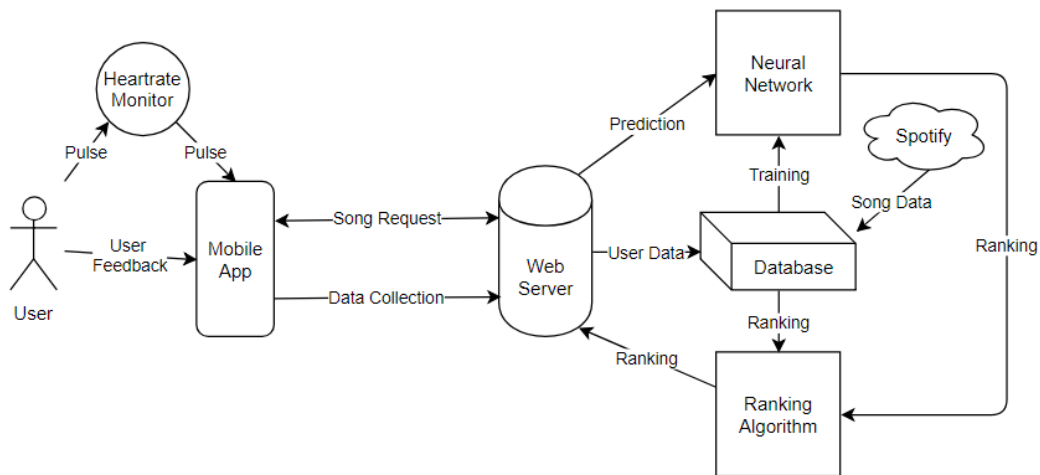 Heartrate
Monitor
Pulse
Pulse
User
User
Feedback
Mobile
App
Song Request
Data Collection
Web
Server
Prediction
User Data
Ranking
Neural
Network
Training
Spotify
Song Data
Database
Ranking
Ranking
Algorithm
Ranking